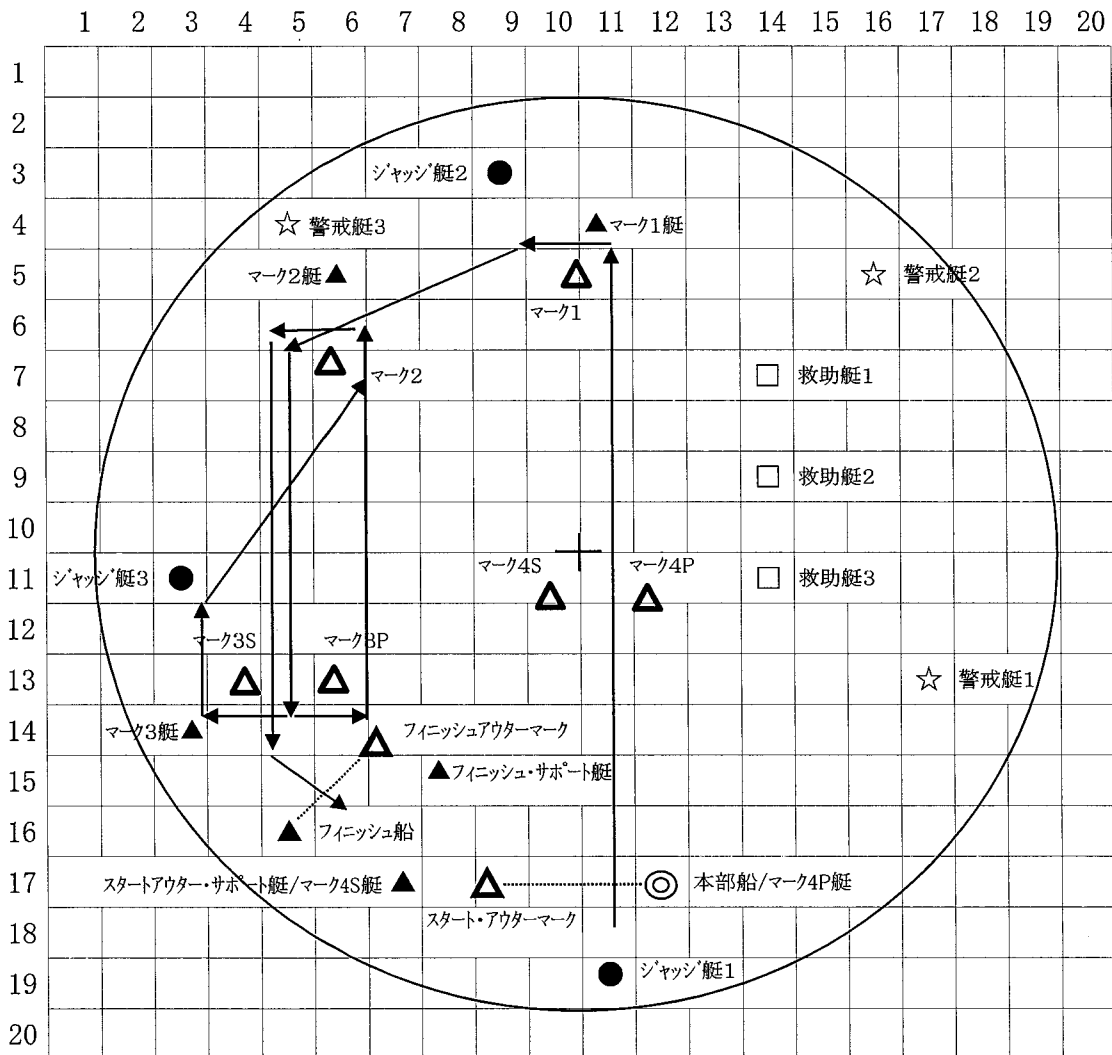 1 2 3 4 5 6 7 8 9 10 11 12 13 14 15 16 17 18 19 20
1
2
3
ジャッジ艇2
4
警戒艇3
マーク1艇
マーク2艇
5
警戒艇2
マーク1
6
マーク2
7
救助艇1
8
9
救助艇2
10
マーク4S
マーク4P
11
ジャッジ艇3
救助艇3
12
マーク3S
マーク3P
13
警戒艇1
マーク3艇
14
フィニッシュアウターマーク
15
フィニッシュ・サポート艇
16
フィニッシュ船
17
スタートアウター・サポート艇/マーク4S艇
本部船/マーク4P艇
スタート・アウターマーク
18
19
ジャッジ艇1
20